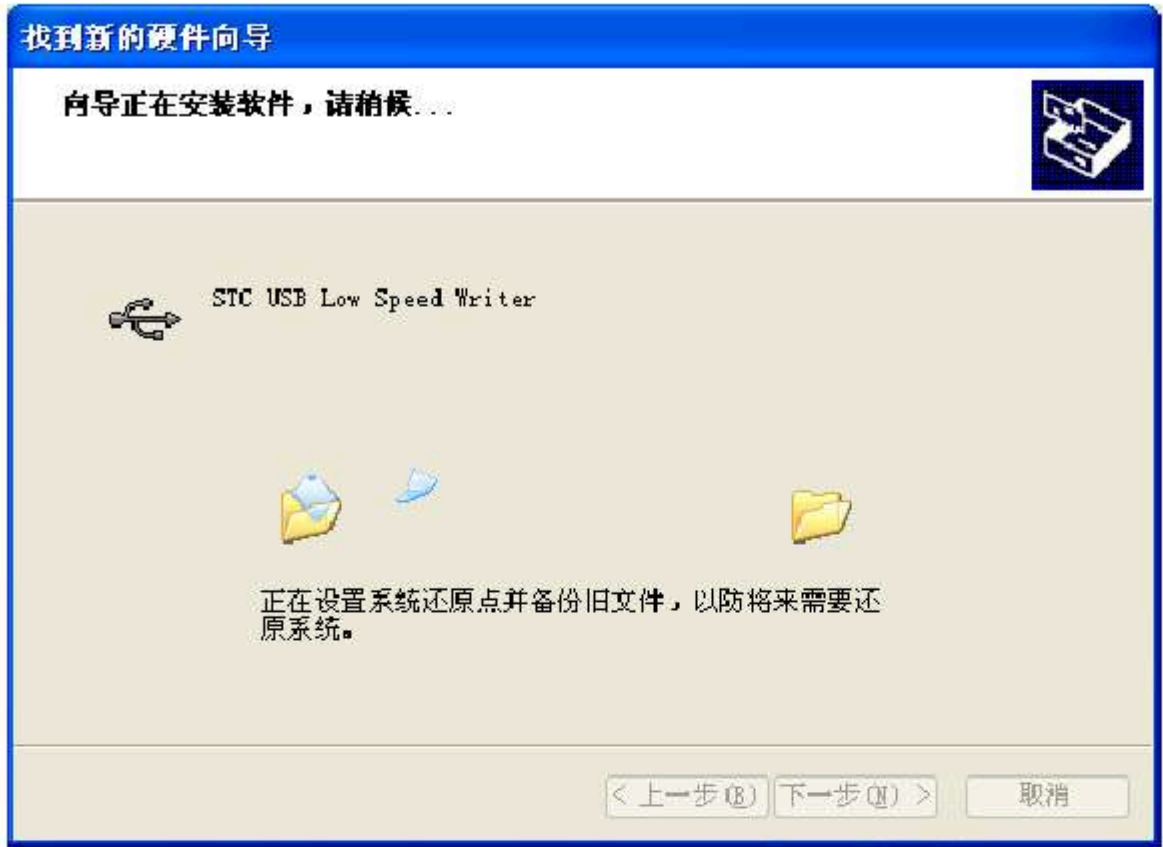 找到新的硬件向导
向导正在安装软件，请稍候...
STC USB Low Speed Writer
正在设置系统还原点并备份旧文件，以防将来需要还
原系统。
< 上一步(B) 下一步(N) > 取消